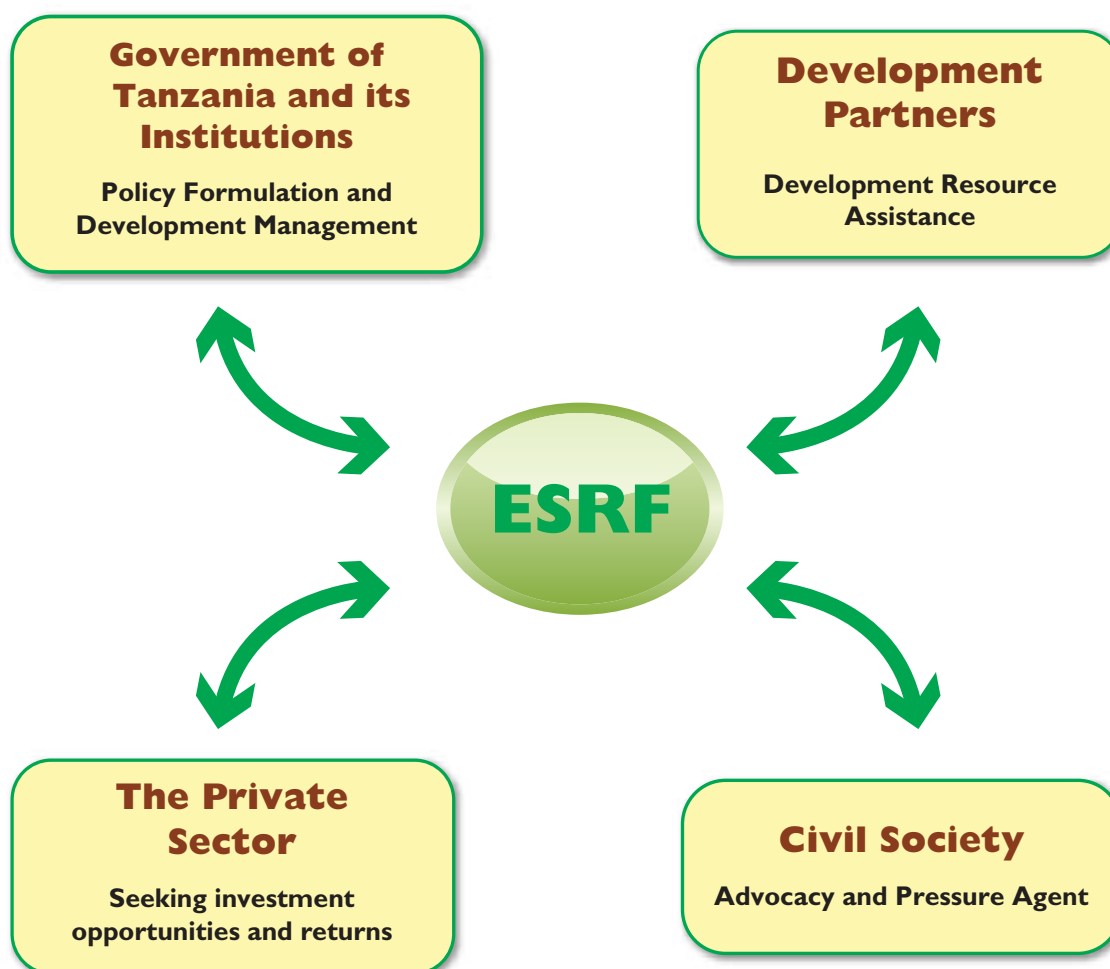 Government of
Tanzania and its
Institutions
Policy Formulation and
Development Management
Development
Partners
Development Resource
Assistance
ESRF
The Private
Sector
Seeking investment
opportunities and returns
Civil Society
Advocacy and Pressure Agent